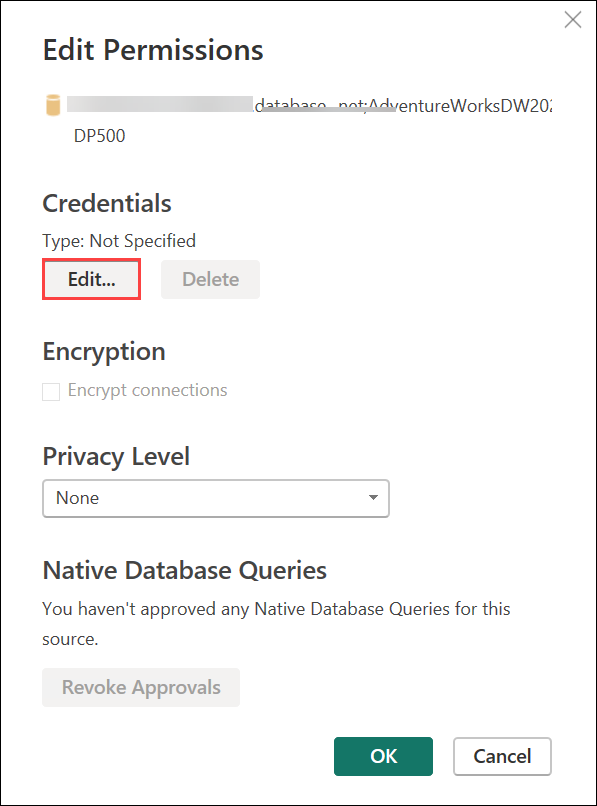 Edit Permissions
database net;AdventureWorksDW202
DP500
Credentials
Type: Not Specified
Edit... Delete
Encryption
Encrypt connections
Privacy Level
None
Native Database Queries
You haven't approved any Native Database Queries for this
source.
Revoke Approvals
OK Cancel